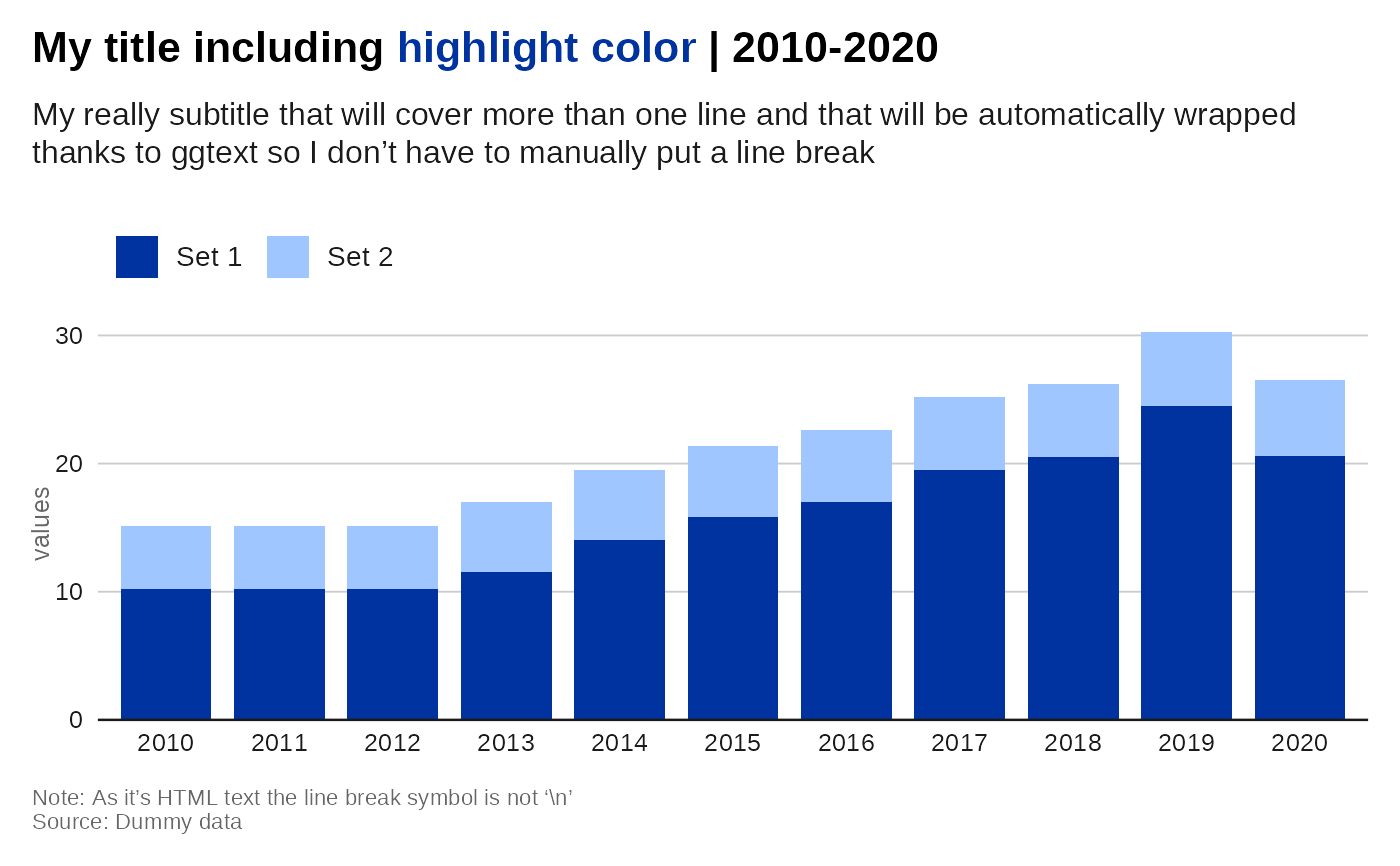 My title including highlight color | 2010-2020
My really subtitle that will cover more than one line and that will be automatically wrapped
thanks to ggtext so I don’t have to manually put a line break
Set 1 Set 2
30
20
values
10
0
2010 2011 2012 2013 2014 2015 2016 2017 2018 2019 2020
Note: As it’s HTML text the line break symbol is not ‘\n’
Source: Dummy data